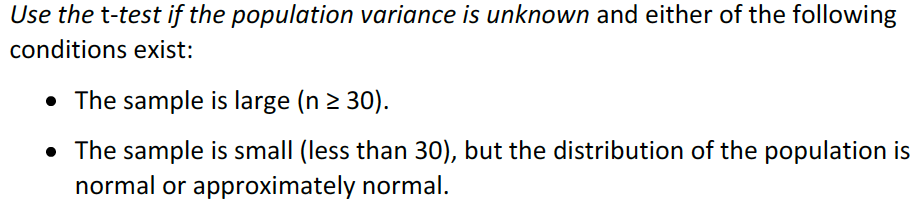 Use the t-test if the population variance is unknown and either of the following
conditions exist:
• The sample is large (n ≥ 30).
• The sample is small (less than 30), but the distribution of the population is
normal or approximately normal.